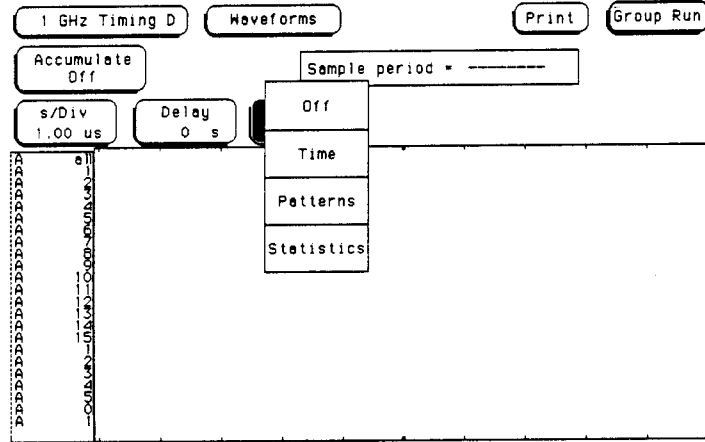 1 GHz Timing D
Waveforms
Print
Group Run
Accumulate
Off
Sample period = --------
s/Div
1.00 us
Delay
0 s
Off
Time
Patterns
Statistics
A all
A 1
A 2
A 3
A 4
A 5
A 6
A 7
A 8
A 9
A 10
A 11
A 12
A 13
A 14
A 15
A 1
A 2
A 3
A 4
A 5
A 0
A 1